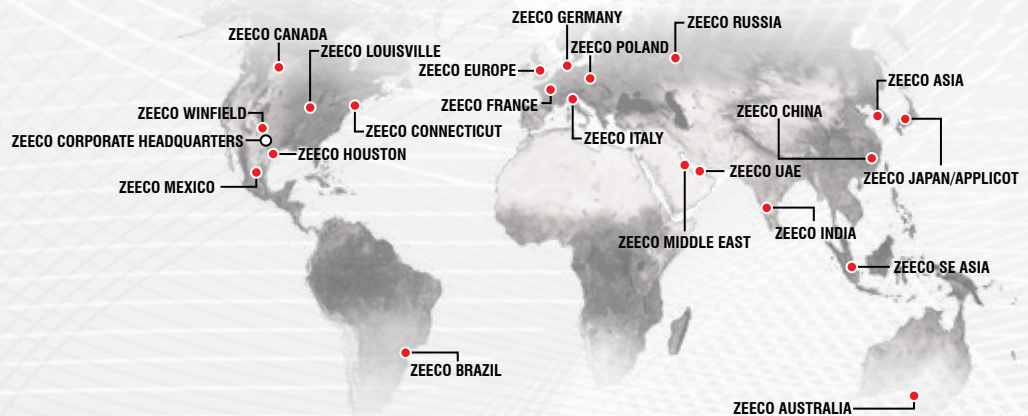 ZEECO GERMANY
ZEECO RUSSIA
ZEECO CANADA
ZEECO LOUISVILLE
ZEECO POLAND
ZEECO EUROPE
ZEECO ASIA
ZEECO FRANCE
ZEECO CHINA
ZEECO WINFIELD
ZEECO CONNECTICUT
ZEECO CORPORATE HEADQUARTERS
ZEECO ITALY
ZEECO HOUSTON
ZEECO UAE
ZEECO JAPAN/APPLICOT
ZEECO MEXICO
ZEECO INDIA
ZEECO MIDDLE EAST
ZEECO SE ASIA
ZEECO BRAZIL
ZEECO AUSTRALIA